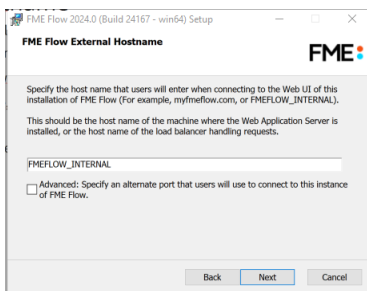 FME Flow 2024.0 (Build 24167 - win64) Setup
FME Flow External Hostname
FME
Specify the host name that users will enter when connecting to the Web UI of this
installation of FME Flow (For example, myfmeflow.com, or FMEFLOW_INTERNAL).
This should be the host name of the machine where the Web Application Server is
installed, or the host name of the load balancer handling requests.
FMEFLOW_INTERNAL
Advanced: Specify an alternate port that users will use to connect to this instance
of FME Flow.
Back Next Cancel